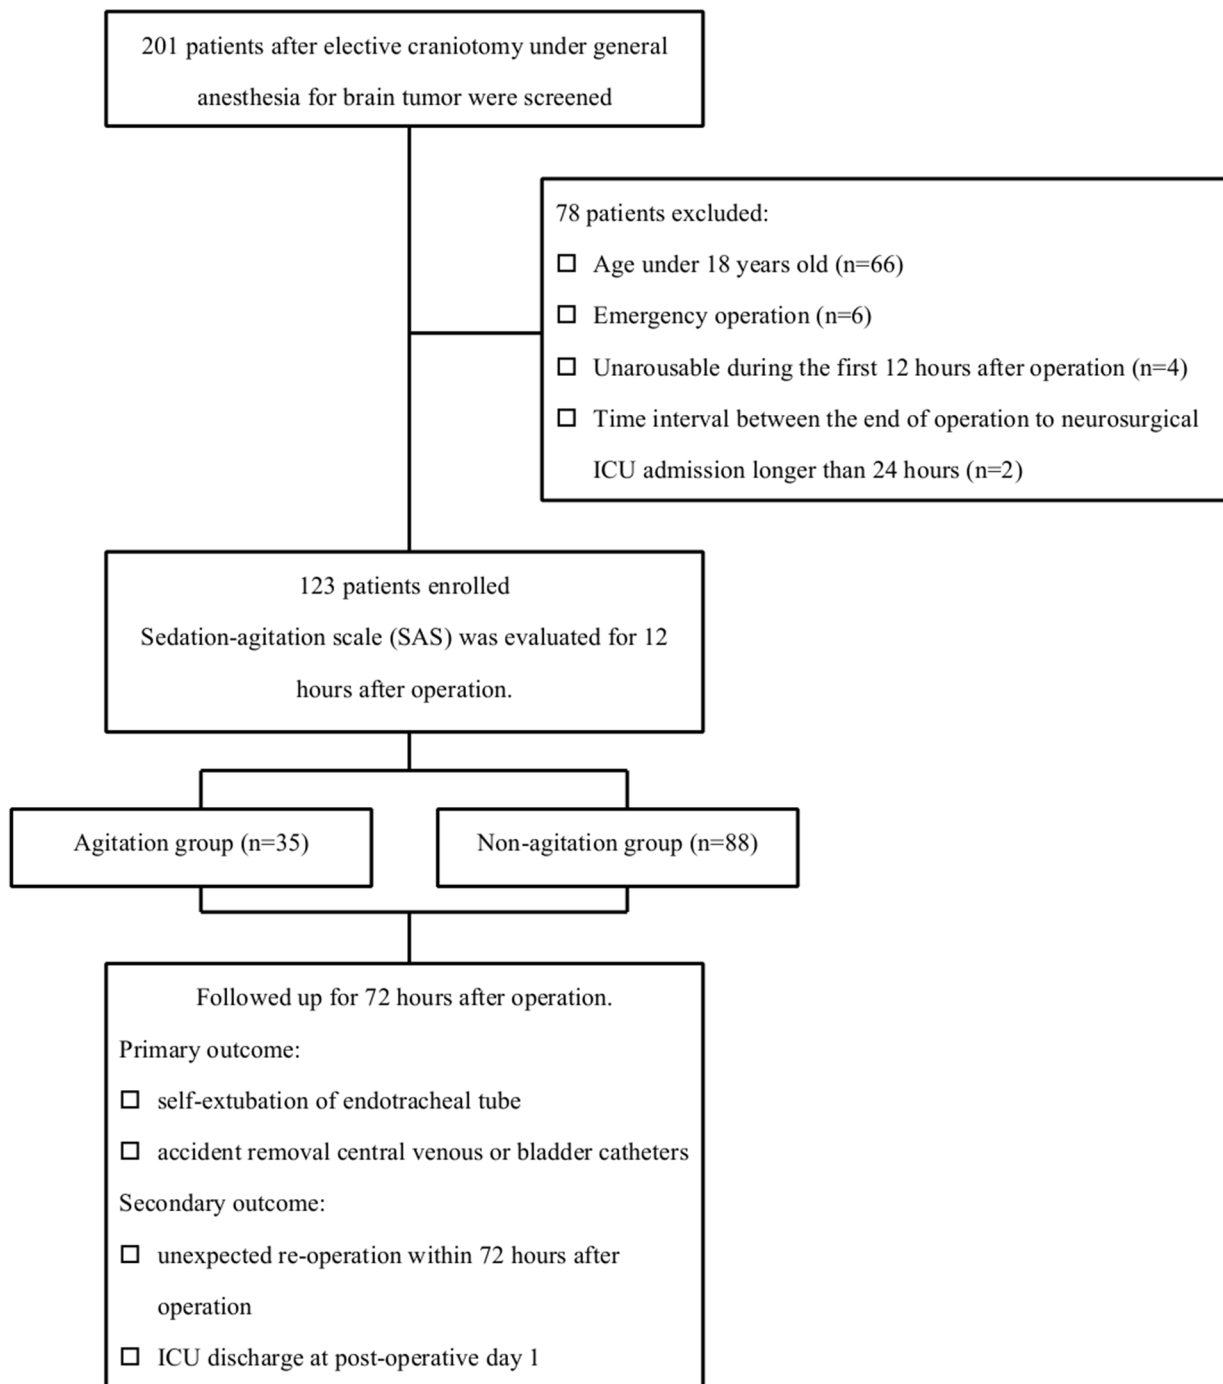 201 patients after elective craniotomy under general
anesthesia for brain tumor were screened
78 patients excluded:
□ Age under 18 years old (n=66)
□ Emergency operation (n=6)
□ Unarousable during the first 12 hours after operation (n=4)
□ Time interval between the end of operation to neurosurgical
ICU admission longer than 24 hours (n=2)
123 patients enrolled
Sedation-agitation scale (SAS) was evaluated for 12
hours after operation.
Agitation group (n=35)
Non-agitation group (n=88)
Followed up for 72 hours after operation.
Primary outcome:
□ self-extubation of endotracheal tube
□ accident removal central venous or bladder catheters
Secondary outcome:
□ unexpected re-operation within 72 hours after
operation
□ ICU discharge at post-operative day 1